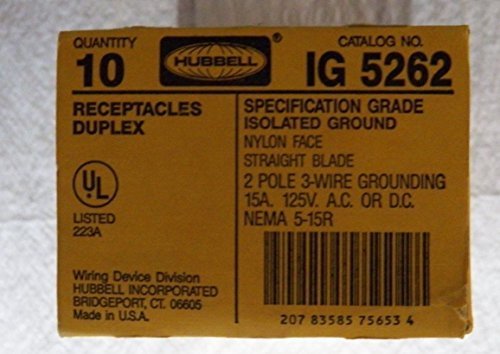 QUANTITY
10
HUBBELL
®
CATALOG NO.
IG 5262
RECEPTACLES
DUPLEX
UL
®
LISTED
223A
SPECIFICATION GRADE
ISOLATED GROUND
NYLON FACE
STRAIGHT BLADE
2 POLE 3-WIRE GROUNDING
15A. 125V. A.C. OR D.C.
NEMA 5-15R
Wiring Device Division
HUBBELL INCORPORATED
BRIDGEPORT, CT. 06605
Made in U.S.A.
207 83585 75653 4